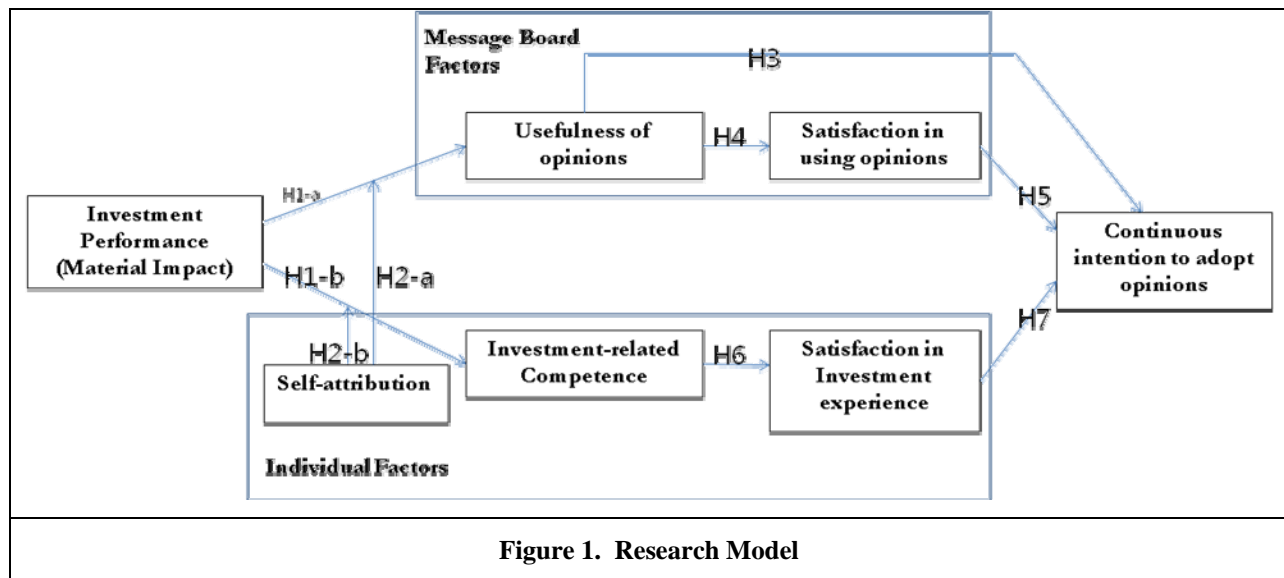 Message Board
Factors
H3
Usefulness of
opinions
H4
Satisfaction in
using opinions
H1-a
H5
Investment
Performance
(Material Impact)
Continuous
intention to adopt
opinions
H1-b
H2-a
H7
H2-b
Investment-related
Competence
H6
Satisfaction in
Investment
experience
Self-attribution
Individual Factors
Figure 1. Research Model